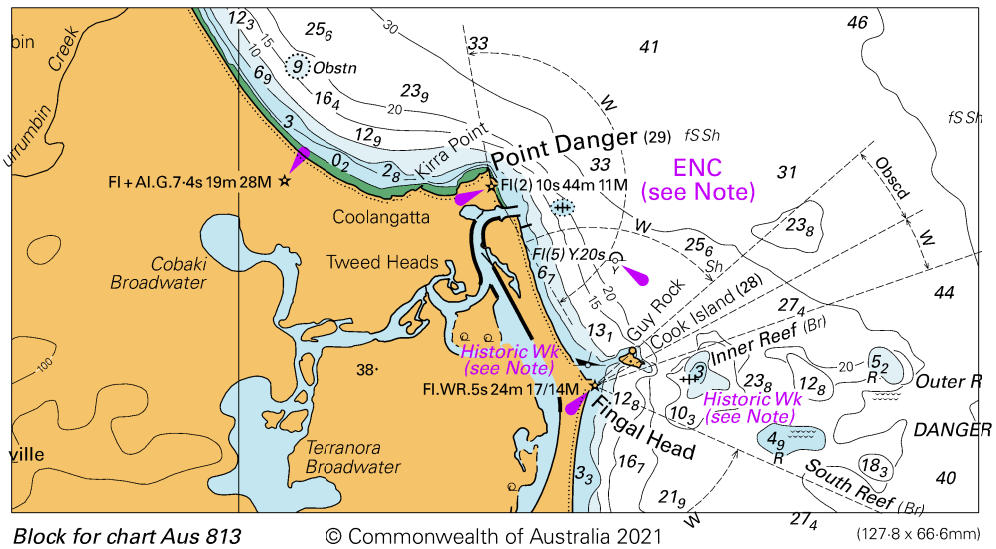 12₃
25₆
30
33
41
46
bin
Creek
15
10
9 Obstn
6₉
16₄
23₉
20
W
fS Sh
urrumbin
3
12₉
Kirra Point
Point Danger (29)
fS Sh
0₂
2₈
33
ENC
(see Note)
31
Obscd
Fl+Al.G.7·4s 19m 28M
Fl(2) 10s 44m 11M
Coolangatta
23₈
W
W
25₆
Sh
Fl(5) Y.20s
Y
Cobaki
Broadwater
Tweed Heads
6₇
20
15
44
27₄
Guy Rock
Cook Island (28)
13₁
Inner Reef (Br)
100
38
Historic Wk
(see Note)
Fl.WR.5s 24m 17/14M
3
23₈
12₈
20
5₂
R
Outer R
12₈
10₃
Historic Wk
(see Note)
Fingal Head
4₉
R
DANGER
ville
Terranora
Broadwater
3₃
16₇
21₉
W
South Reef (Br)
18₃
40
27₄
Block for chart Aus 813
© Commonwealth of Australia 2021
(127·8 x 66·6mm)